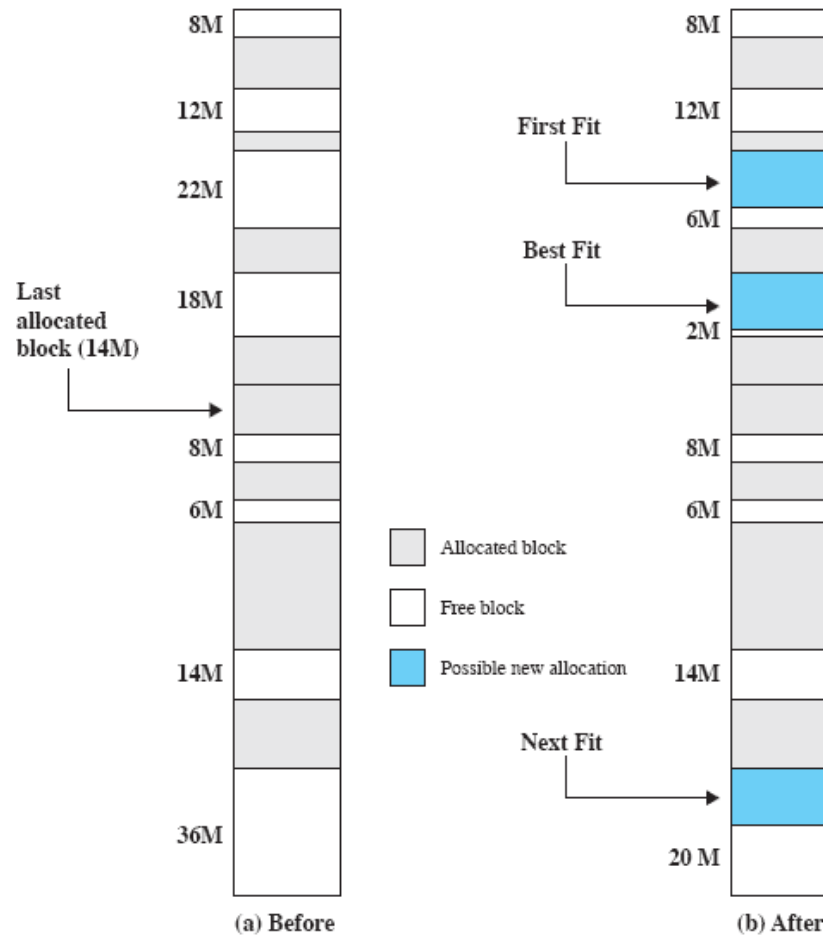 8M
12M
22M
18M
Last
allocated
block (14M)
8M
6M
14M
36M
(a) Before
Allocated block
Free block
Possible new allocation
8M
12M
First Fit
6M
Best Fit
2M
8M
6M
14M
Next Fit
20 M
(b) After